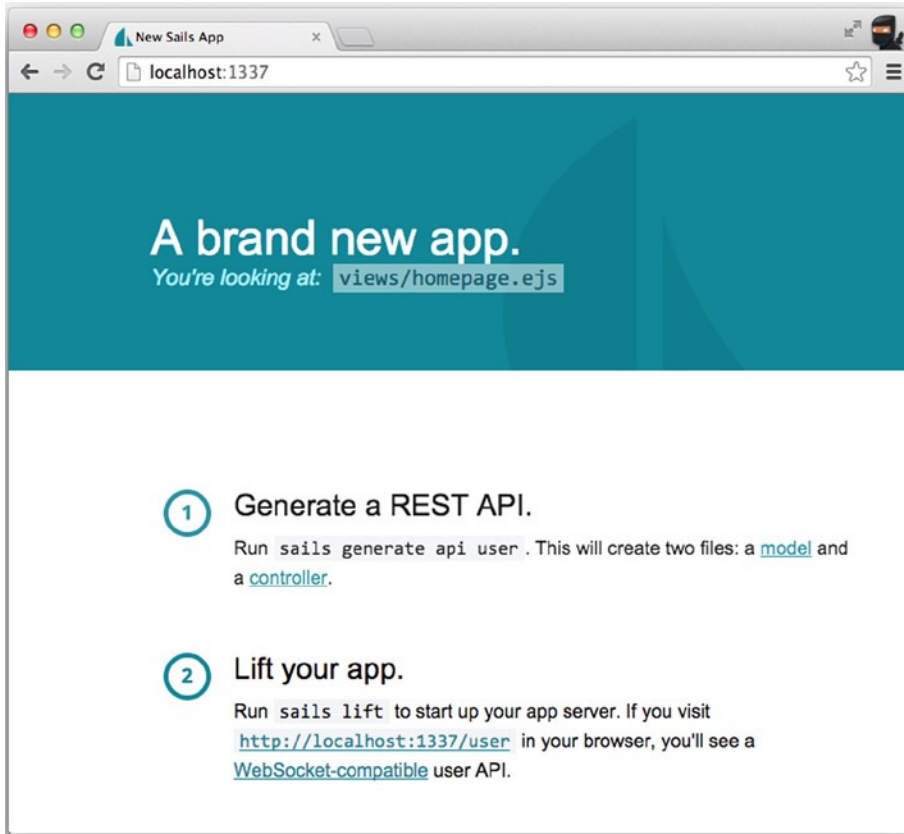 New Sails App
localhost:1337
A brand new app.
You're looking at: views/homepage.ejs
1
Generate a REST API.
Run sails generate api user . This will create two files: a model and
a controller.
2
Lift your app.
Run sails lift to start up your app server. If you visit
http://localhost:1337/user in your browser, you'll see a
WebSocket-compatible user API.